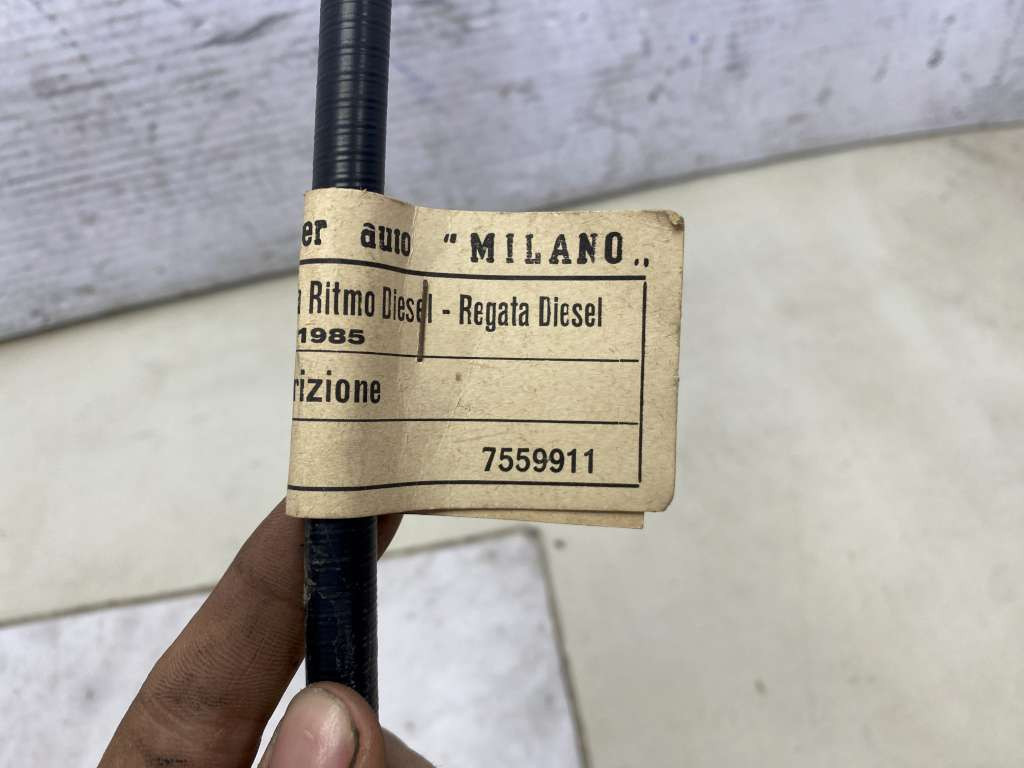 er auto "MILANO„
Ritmo Diesel - Regata Diesel
1985
rizione
7559911